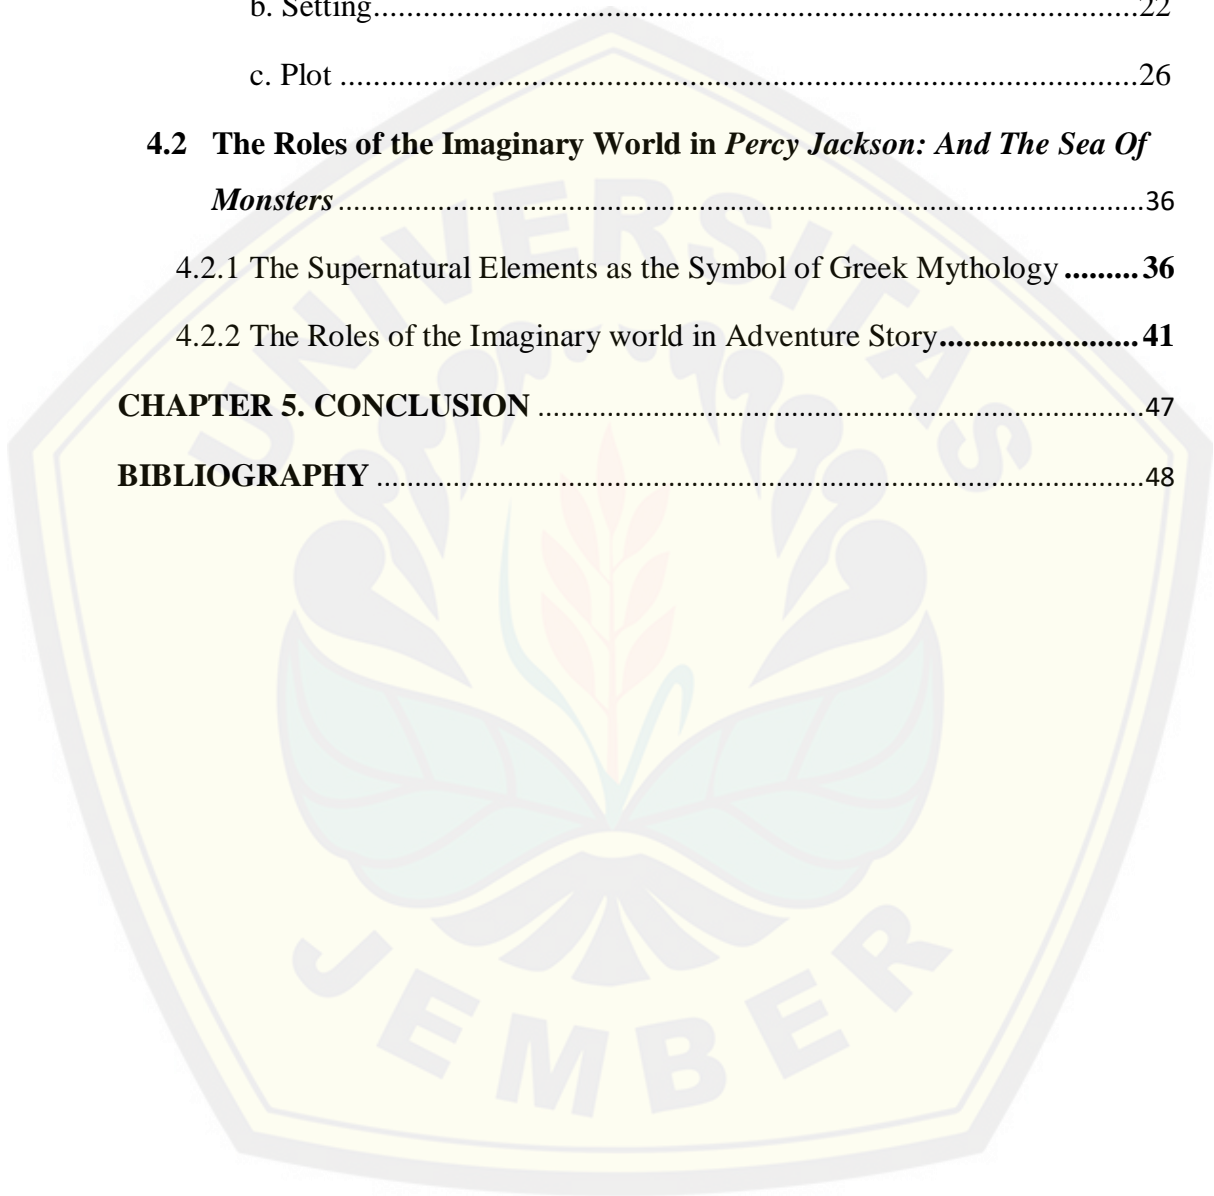 b. Setting..........................................................................................................22
c. Plot ..............................................................................................................26
4.2 The Roles of the Imaginary World in Percy Jackson: And The Sea Of
Monsters ..............................................................................................................36
4.2.1 The Supernatural Elements as the Symbol of Greek Mythology .........36
4.2.2 The Roles of the Imaginary world in Adventure Story........................41
CHAPTER 5. CONCLUSION ....................................................................................47
BIBLIOGRAPHY ..........................................................................................................48
UNIVERSITAS
JEMBER